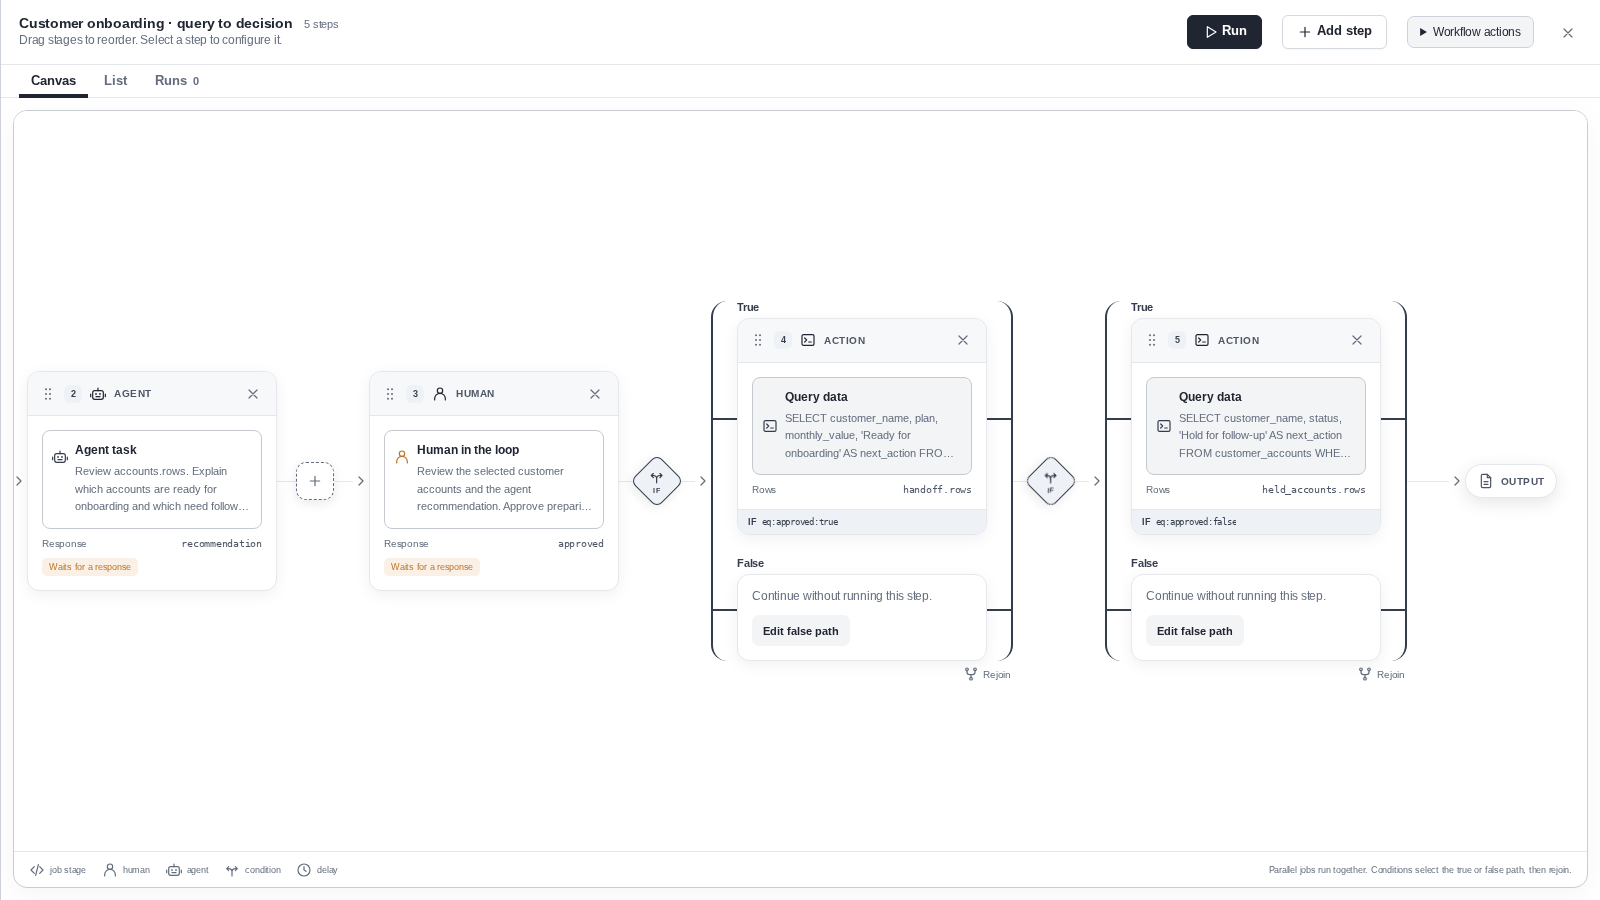 Customer onboarding · query to decision 5 steps
Drag stages to reorder. Select a step to configure it.
Run
Add step
Workflow actions
Canvas
List
Runs 0
2 AGENT
Agent task
Review accounts.rows. Explain
which accounts are ready for
onboarding and which need follow…
Response recommendation
Waits for a response
3 HUMAN
Human in the loop
Review the selected customer
accounts and the agent
recommendation. Approve prepari…
Response approved
Waits for a response
IF
True
4 ACTION
Query data
SELECT customer_name, plan,
monthly_value, 'Ready for
onboarding' AS next_action FRO…
Rows handoff.rows
IF eq:approved:true
False
Continue without running this step.
Edit false path
Rejoin
IF
True
5 ACTION
Query data
SELECT customer_name, status,
'Hold for follow-up' AS next_action
FROM customer_accounts WHE…
Rows held_accounts.rows
IF eq:approved:false
False
Continue without running this step.
Edit false path
Rejoin
OUTPUT
job stage
human
agent
condition
delay
Parallel jobs run together. Conditions select the true or false path, then rejoin.